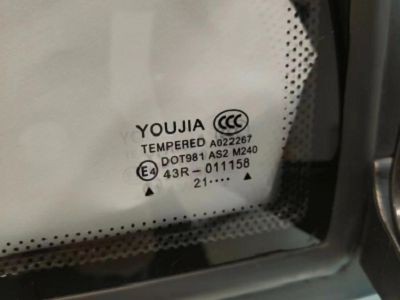 YOUJIA CCC
TEMPERED A022267
DOT981 AS2 M240
E4 43R-011158
21····